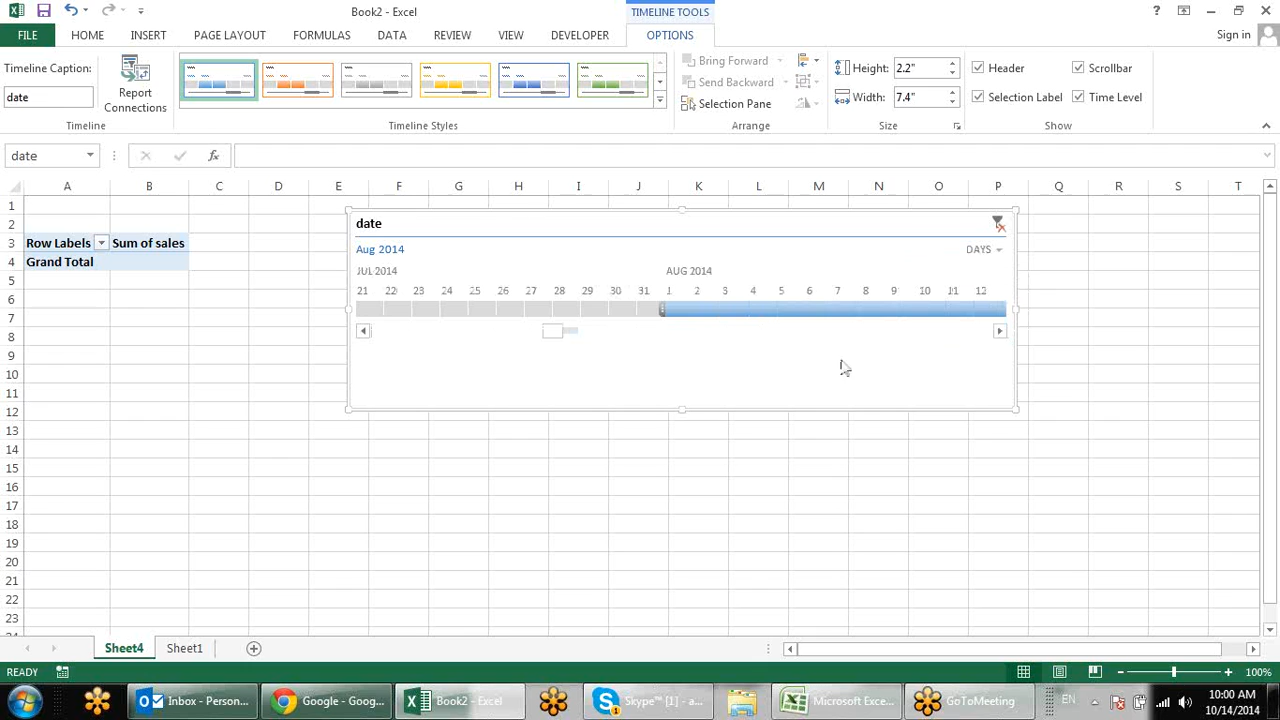 Book2 - Excel
TIMELINE TOOLS
?
FILE HOME INSERT PAGE LAYOUT FORMULAS DATA REVIEW VIEW DEVELOPER OPTIONS Sign in
Timeline Caption:
date
Report
Connections
Bring Forward
Send Backward
Selection Pane
Height: 2.2"
Width: 7.4"
Header
Scrollbar
Selection Label
Time Level
Timeline Timeline Styles Arrange Size Show
date fx
A B C D E F G H I J K L M N O P Q R S T
1
2
3 Row Labels Sum of sales
4 Grand Total
5
6
7
8
9
10
11
12
13
14
15
16
17
18
19
20
21
22
23
date
Aug 2014 DAYS
JUL 2014 AUG 2014
21 22 23 24 25 26 27 28 29 30 31 1 2 3 4 5 6 7 8 9 10 11 12
Sheet4 Sheet1
READY 100%
Inbox - Person... Google - Goog... Book2 - Excel Skype™ [1] - a... Microsoft Exce... GoToMeeting EN
10:00 AM
10/14/2014